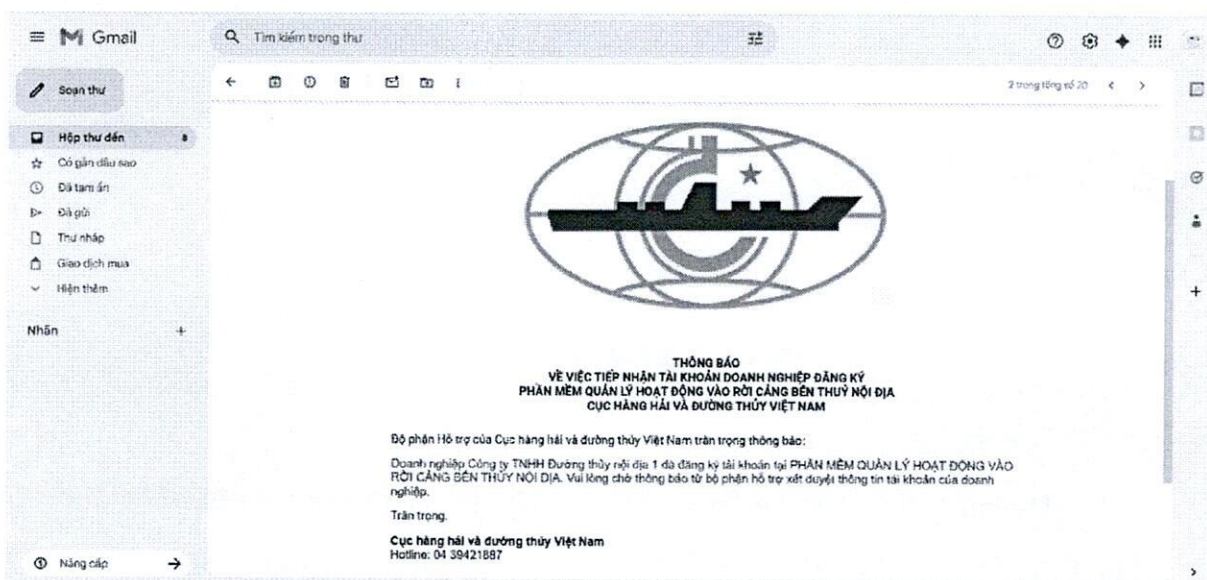 Gmail
Tìm kiếm trong thư
Soạn thư
2 trong tổng số 20
Hộp thư đến 8
Có gắn dấu sao
Đã tạm ẩn
Đã gửi
Thư nháp
Giao dịch mua
Hiện thêm
Nhãn
THÔNG BÁO
VỀ VIỆC TIẾP NHẬN TÀI KHOẢN DOANH NGHIỆP ĐĂNG KÝ
PHẦN MỀM QUẢN LÝ HOẠT ĐỘNG VÀO RỜI CẢNG BẾN THUỶ NỘI ĐỊA
CỤC HÀNG HẢI VÀ ĐƯỜNG THỦY VIỆT NAM
Bộ phận Hỗ trợ của Cục hàng hải và đường thủy Việt Nam trân trọng thông báo:
Doanh nghiệp Công ty TNHH Đường thủy nội địa 1 đã đăng ký tài khoản tại PHẦN MỀM QUẢN LÝ HOẠT ĐỘNG VÀO
RỜI CẢNG BẾN THỦY NỘI ĐỊA. Vui lòng chờ thông báo từ bộ phận hỗ trợ xét duyệt thông tin tài khoản của doanh
nghiệp.
Trân trọng.
Cục hàng hải và đường thủy Việt Nam
Hotline: 04 39421887
Nâng cấp